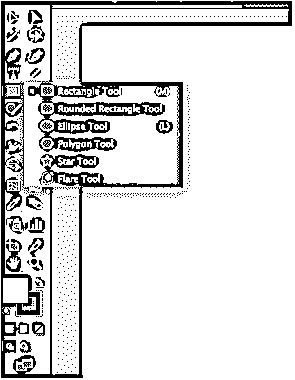 Rectangle Tool (M)
Rounded Rectangle Tool
Ellipse Tool (L)
Polygon Tool
Star Tool
Flare Tool